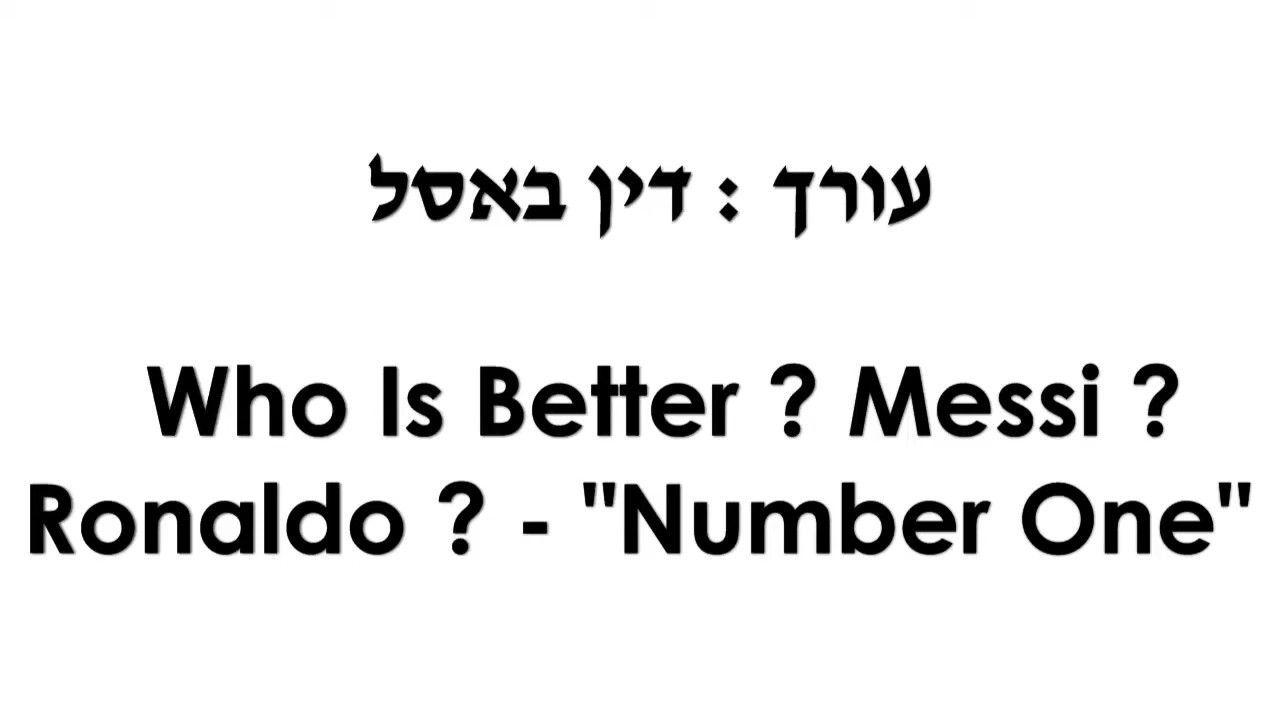 עורך : דין באסל
Who Is Better ? Messi ?
Ronaldo ? - "Number One"